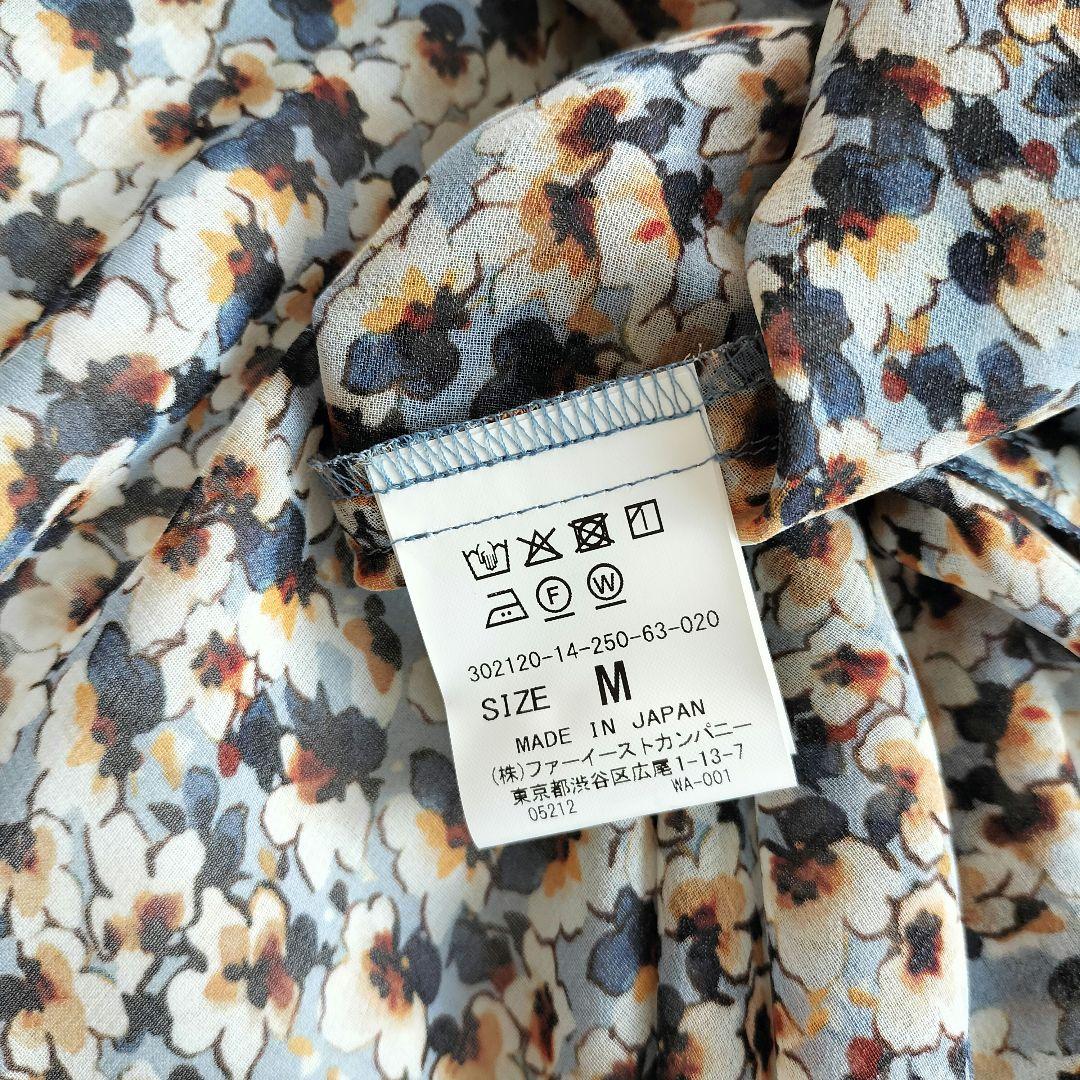 F W
302120-14-250-63-020
SIZE M
MADE IN JAPAN
(株)ファーイーストカンパニー
東京都渋谷区広尾1-13-7
05212 WA-001